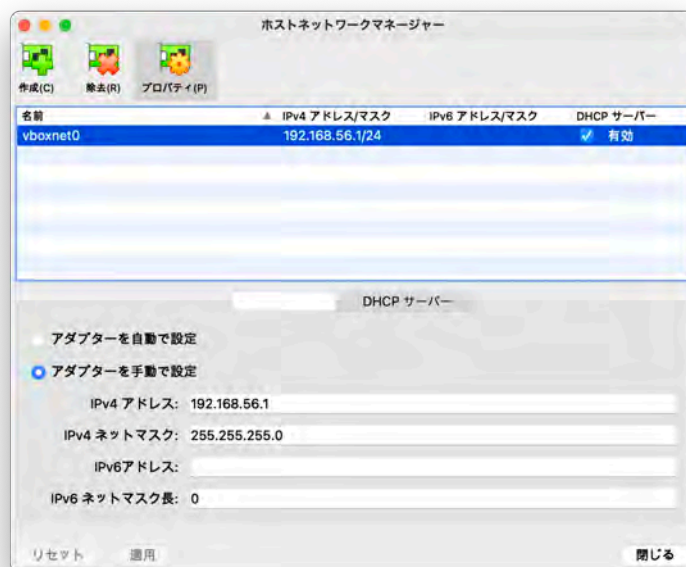 ホストネットワークマネージャー
作成(C) 除去(R) プロパティ(P)
名前 IPv4 アドレス/マスク IPv6 アドレス/マスク DHCP サーバー
vboxnet0 192.168.56.1/24 有効
DHCP サーバー
アダプターを自動で設定
アダプターを手動で設定
IPv4 アドレス: 192.168.56.1
IPv4 ネットマスク: 255.255.255.0
IPv6アドレス:
IPv6 ネットマスク長: 0
リセット 適用 閉じる